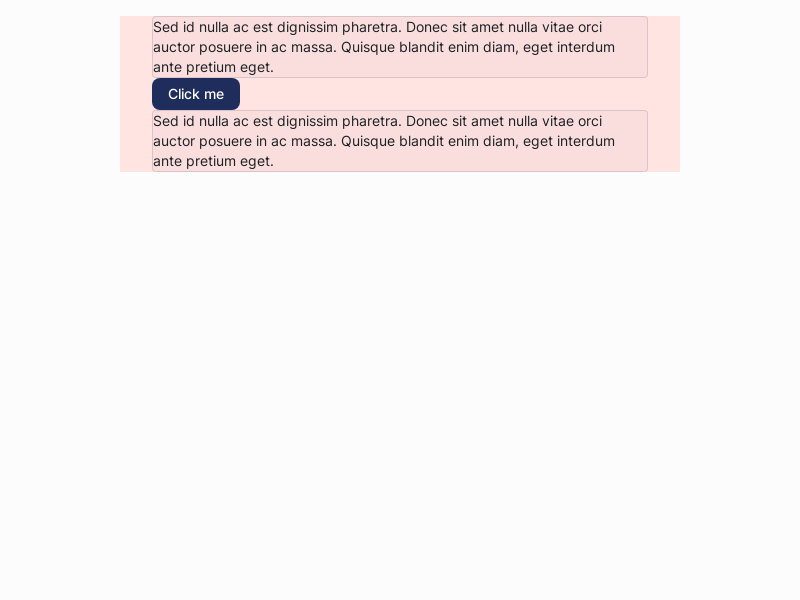 Sed id nulla ac est dignissim pharetra. Donec sit amet nulla vitae orci
auctor posuere in ac massa. Quisque blandit enim diam, eget interdum
ante pretium eget.
Click me
Sed id nulla ac est dignissim pharetra. Donec sit amet nulla vitae orci
auctor posuere in ac massa. Quisque blandit enim diam, eget interdum
ante pretium eget.